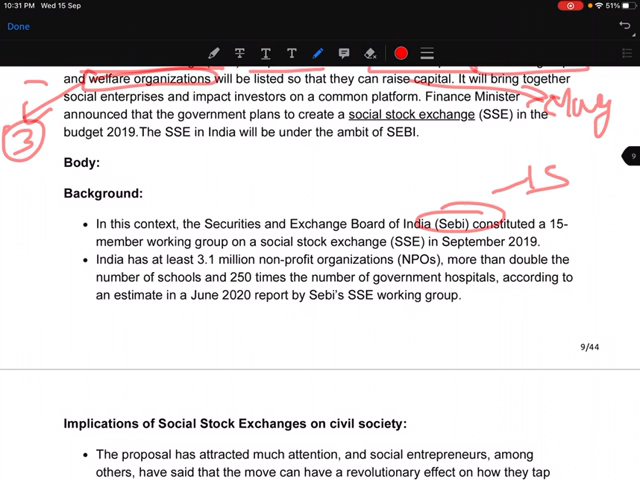 10:31 PM Wed 15 Sep
51%
Done
T T T
and welfare organizations will be listed so that they can raise capital. It will bring together
social enterprises and impact investors on a common platform. Finance Minister
announced that the government plans to create a social stock exchange (SSE) in the
budget 2019.The SSE in India will be under the ambit of SEBI.
3
9
Body:
Background:
15
• In this context, the Securities and Exchange Board of India (Sebi) constituted a 15-
member working group on a social stock exchange (SSE) in September 2019.
• India has at least 3.1 million non-profit organizations (NPOs), more than double the
number of schools and 250 times the number of government hospitals, according to
an estimate in a June 2020 report by Sebi's SSE working group.
9/44
Implications of Social Stock Exchanges on civil society:
• The proposal has attracted much attention, and social entrepreneurs, among
others, have said that the move can have a revolutionary effect on how they tap